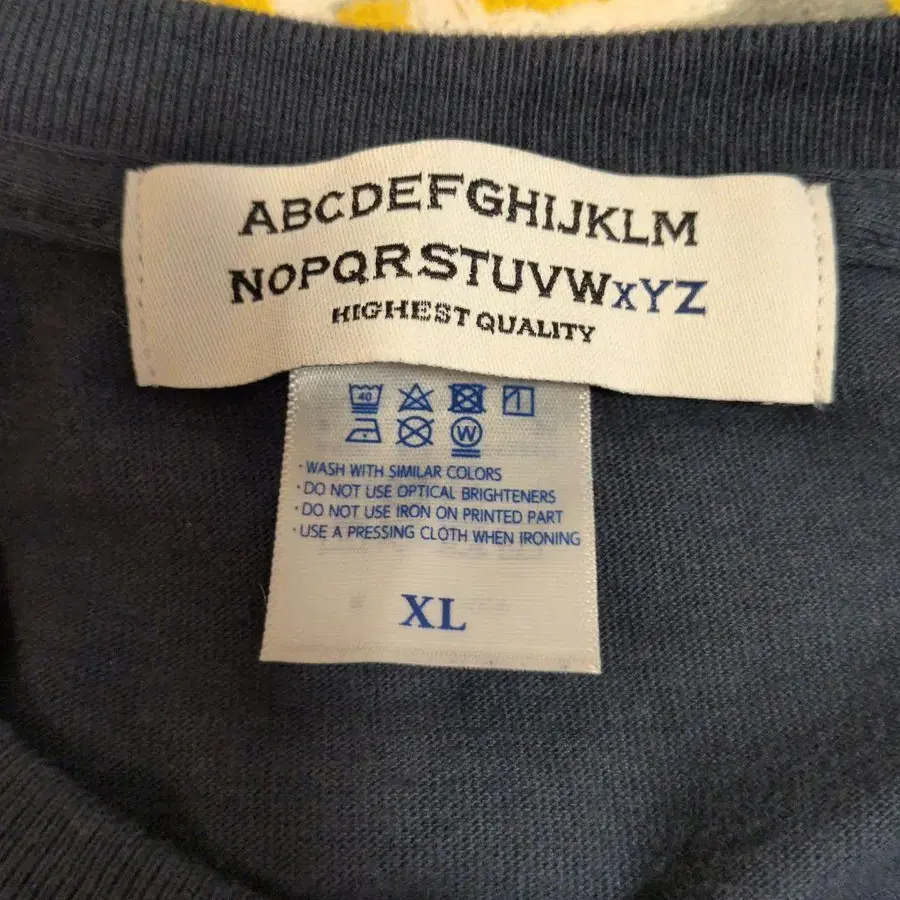 ABCDEFGHIJKLM
NOPQRSTUVWXYZ
HIGHEST QUALITY
40
W
· WASH WITH SIMILAR COLORS
· DO NOT USE OPTICAL BRIGHTENERS
· DO NOT USE IRON ON PRINTED PART
· USE A PRESSING CLOTH WHEN IRONING
XL